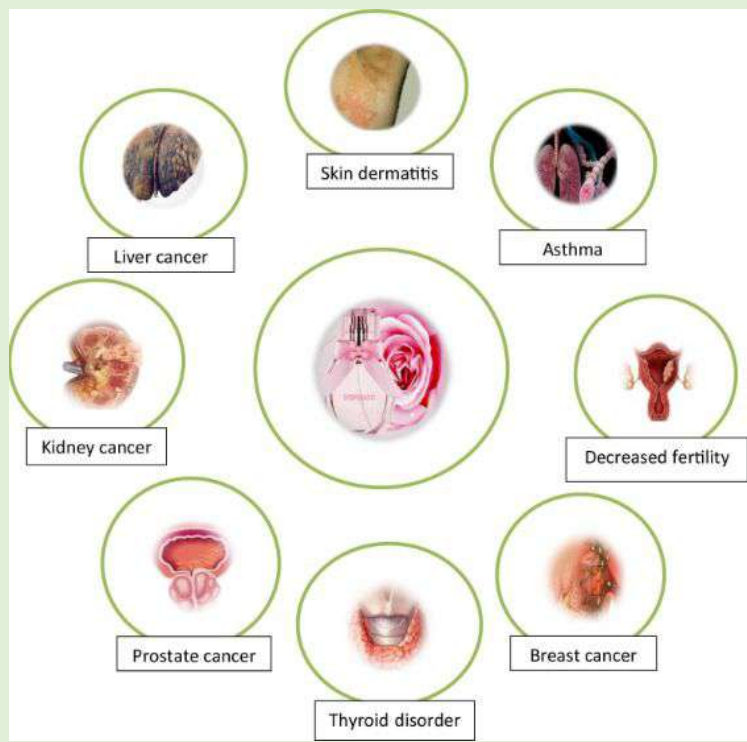 Skin dermatitis
Liver cancer
Asthma
Kidney cancer
Decreased fertility
Prostate cancer
Breast cancer
Thyroid disorder